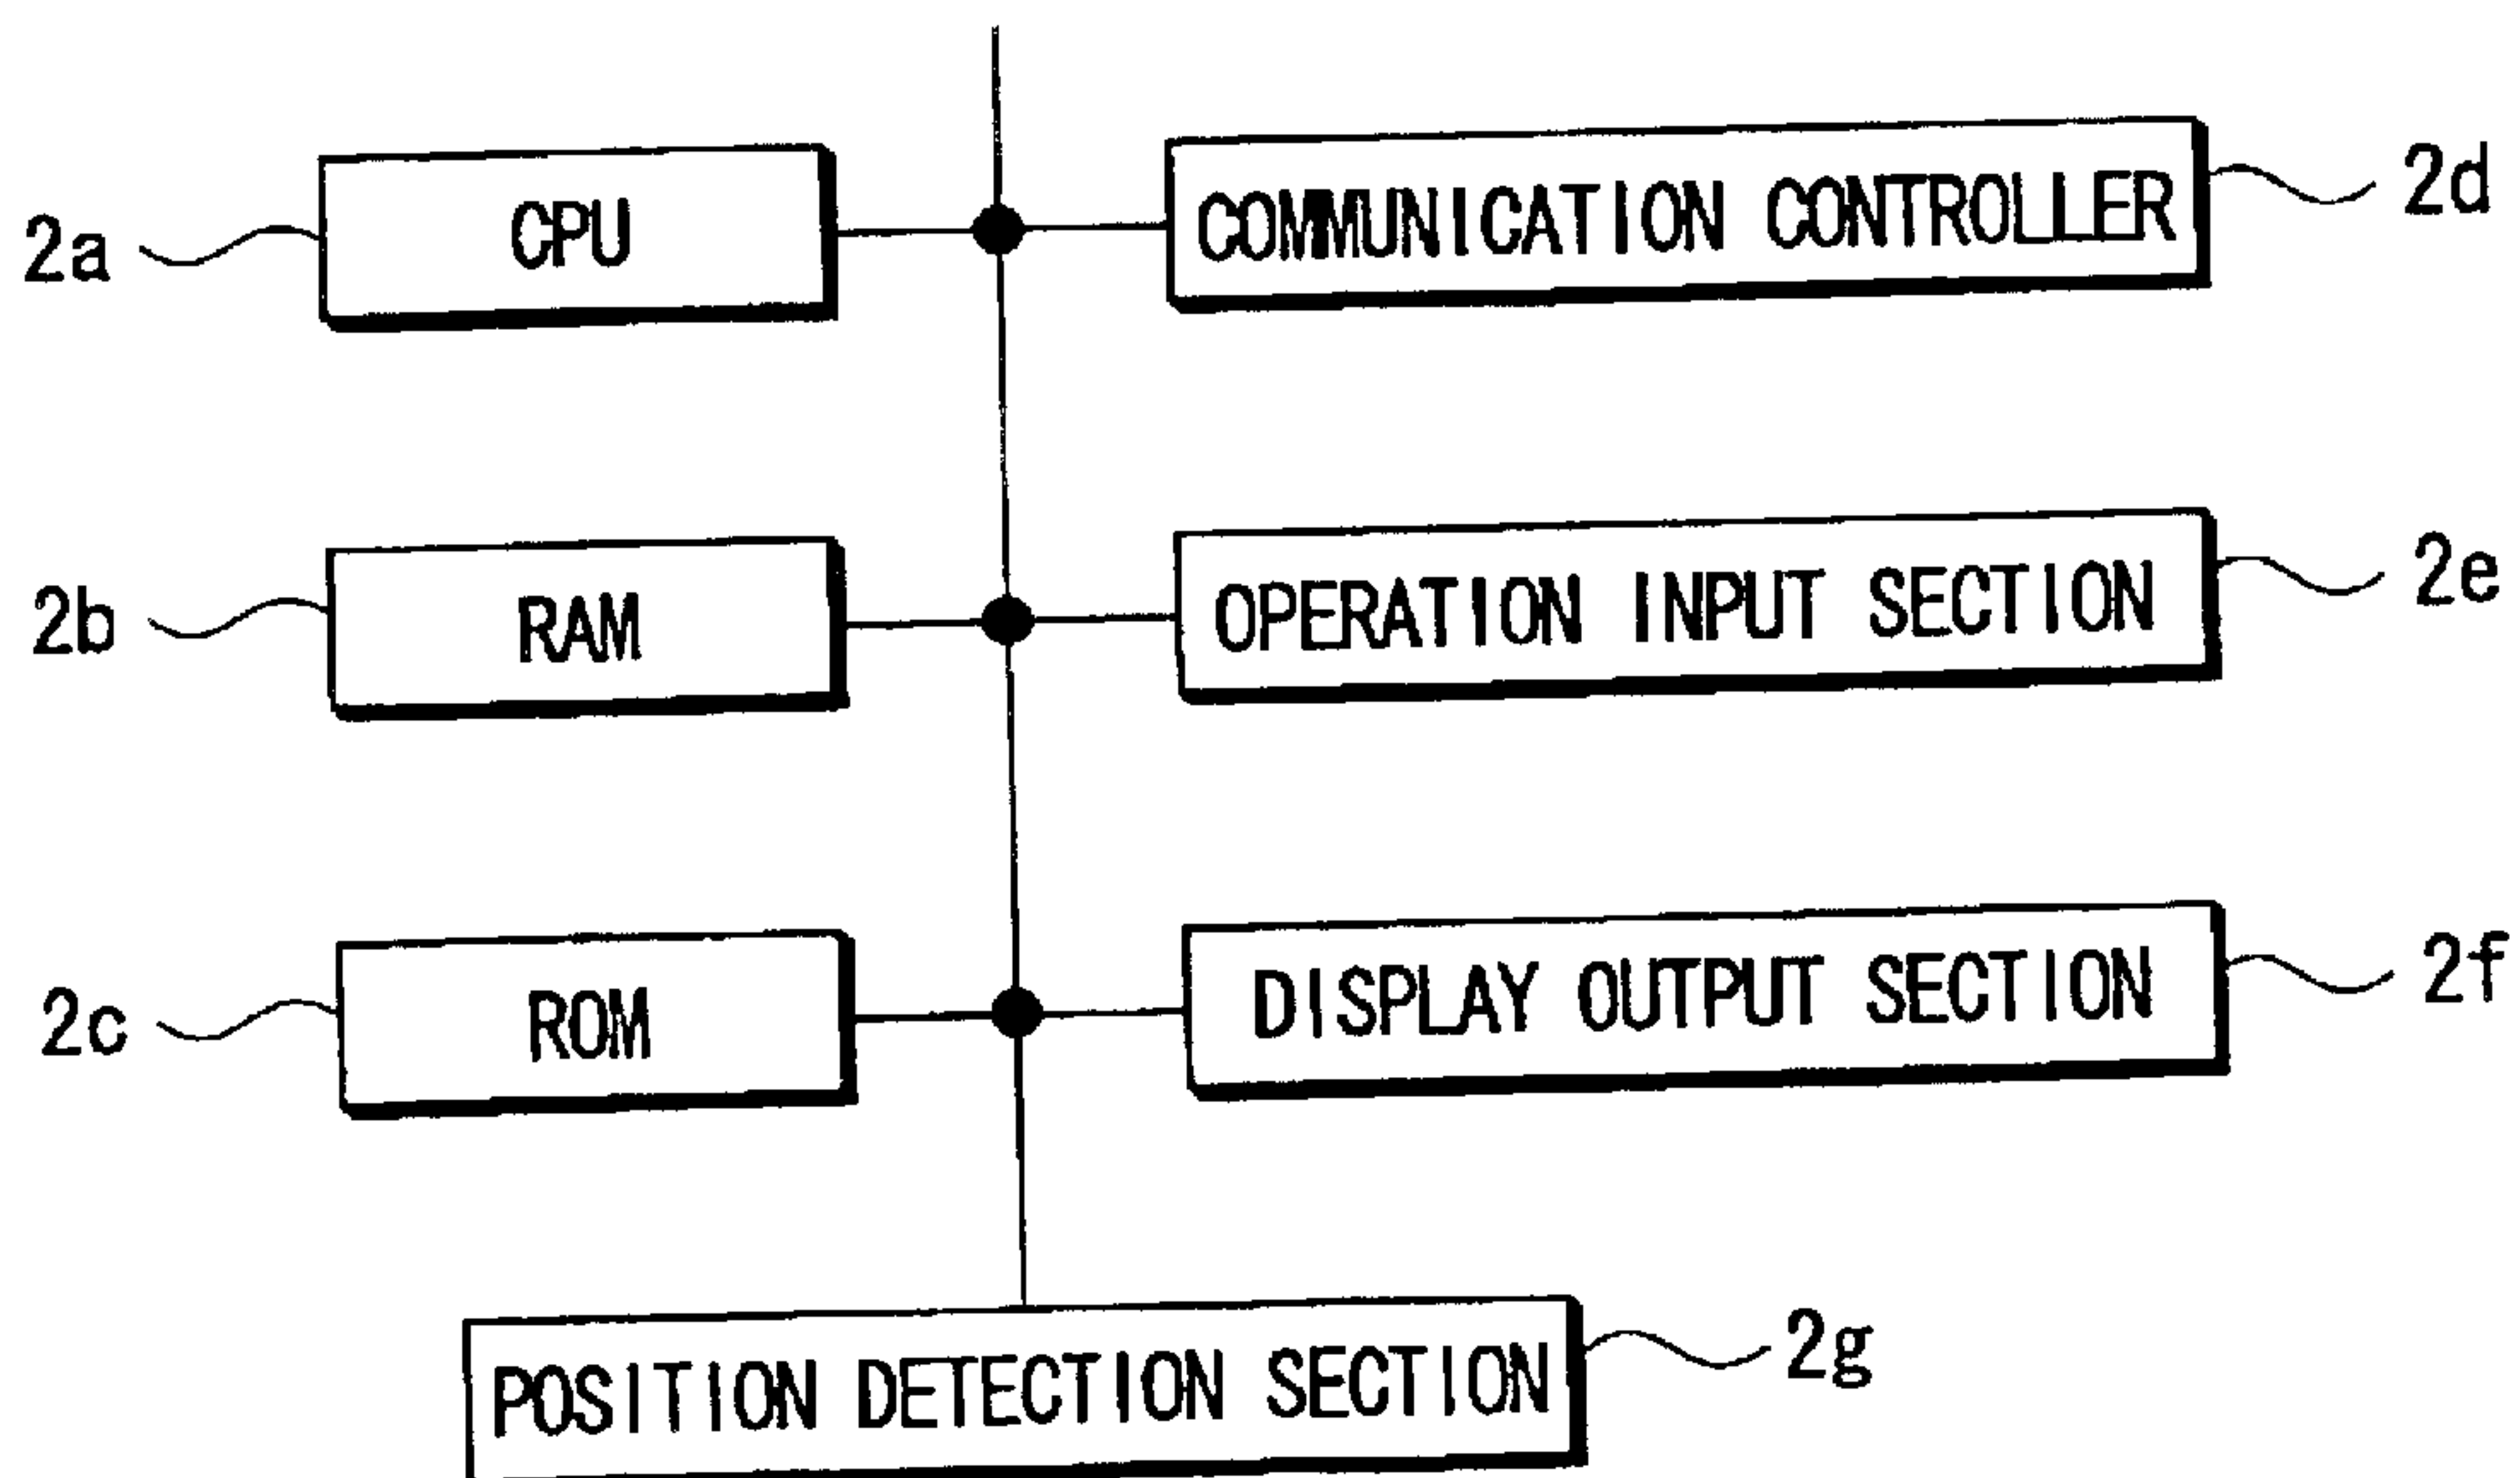 2a CPU COMMUNICATION CONTROLLER 2d
2b RAM OPERATION INPUT SECTION 2e
2c ROM DISPLAY OUTPUT SECTION 2f
POSITION DETECTION SECTION 2g